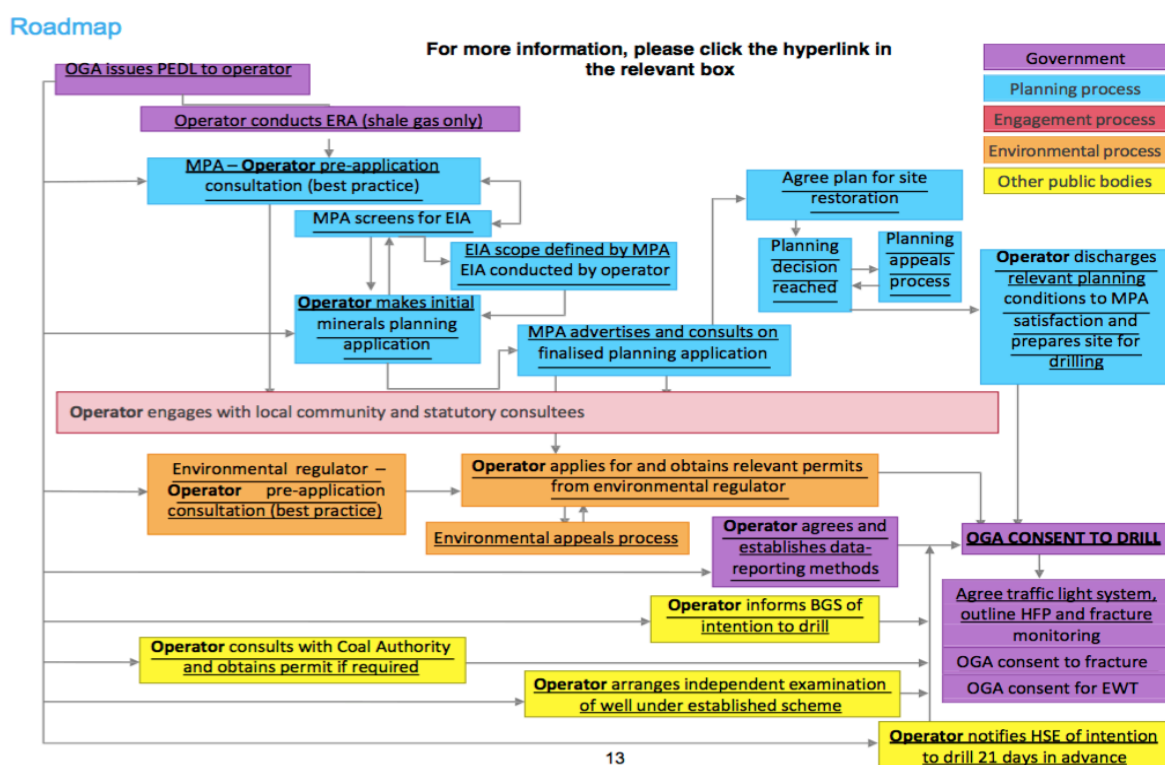 Roadmap
For more information, please click the hyperlink in
the relevant box
Government
Planning process
Engagement process
Environmental process
Other public bodies
OGA issues PEDL to operator
Operator conducts ERA (shale gas only)
MPA – Operator pre-application
consultation (best practice)
MPA screens for EIA
EIA scope defined by MPA
EIA conducted by operator
Operator makes initial
minerals planning
application
MPA advertises and consults on
finalised planning application
Agree plan for site
restoration
Planning
decision
reached
Planning
appeals
process
Operator discharges
relevant planning
conditions to MPA
satisfaction and
prepares site for
drilling
Operator engages with local community and statutory consultees
Environmental regulator –
Operator pre-application
consultation (best practice)
Operator applies for and obtains relevant permits
from environmental regulator
Environmental appeals process
Operator agrees and
establishes data-
reporting methods
OGA CONSENT TO DRILL
Agree traffic light system,
outline HFP and fracture
monitoring
OGA consent to fracture
OGA consent for EWT
Operator informs BGS of
intention to drill
Operator consults with Coal Authority
and obtains permit if required
Operator arranges independent examination
of well under established scheme
Operator notifies HSE of intention
to drill 21 days in advance
13